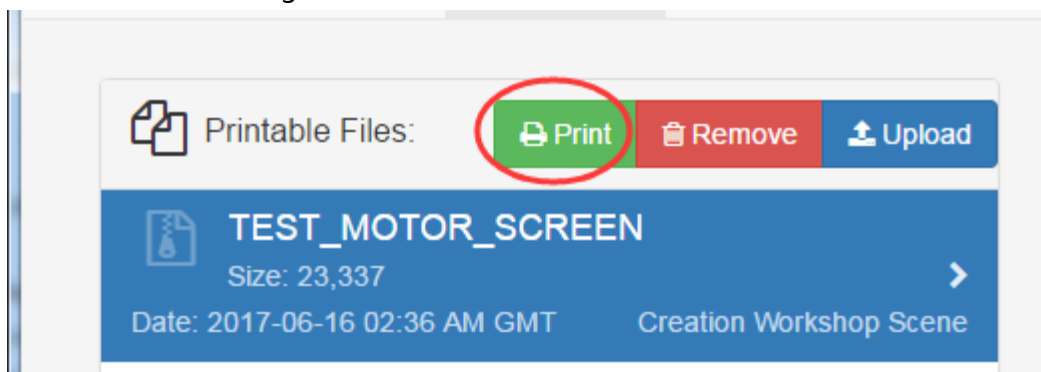 Printable Files: Print Remove Upload
TEST_MOTOR_SCREEN
Size: 23,337
Date: 2017-06-16 02:36 AM GMT Creation Workshop Scene